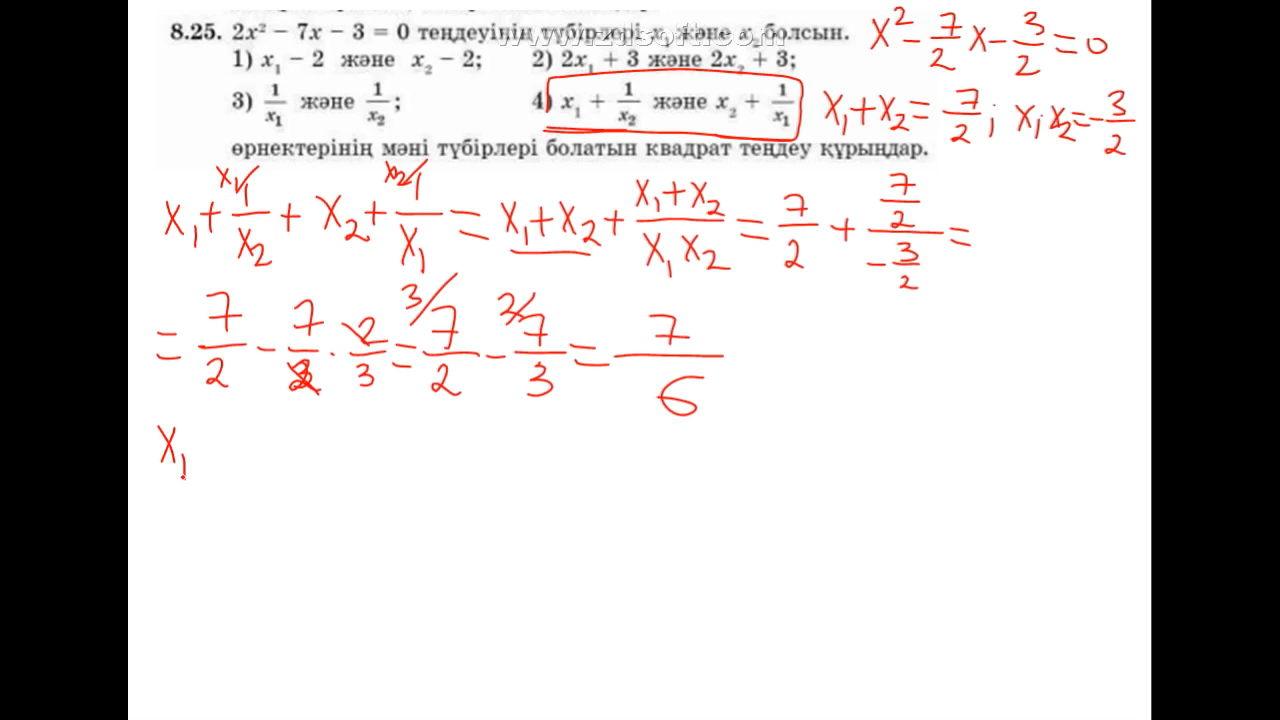 8.25. 2x² − 7x − 3 = 0 теңдеуінің түбірлері x₁ және x₂ болсын.
1) x₁ − 2 және x₂ − 2; 2) 2x₁ + 3 және 2x₂ + 3;
3) 1/x₁ және 1/x₂; 4) x₁ + 1/x₂ және x₂ + 1/x₁
өрнектерінің мәні түбірлері болатын квадрат теңдеу құрыңдар.
x² − 7/2 x − 3/2 = 0
x₁ + x₂ = 7/2; x₁ x₂ = −3/2
x₁ + 1/x₂ + x₂ + 1/x₁ = x₁ + x₂ + (x₁ + x₂)/(x₁ x₂) = 7/2 + (7/2)/(−3/2) =
= 7/2 − 7/2 · 2/3 = 7/2 − 7/3 = 7/6
x₁